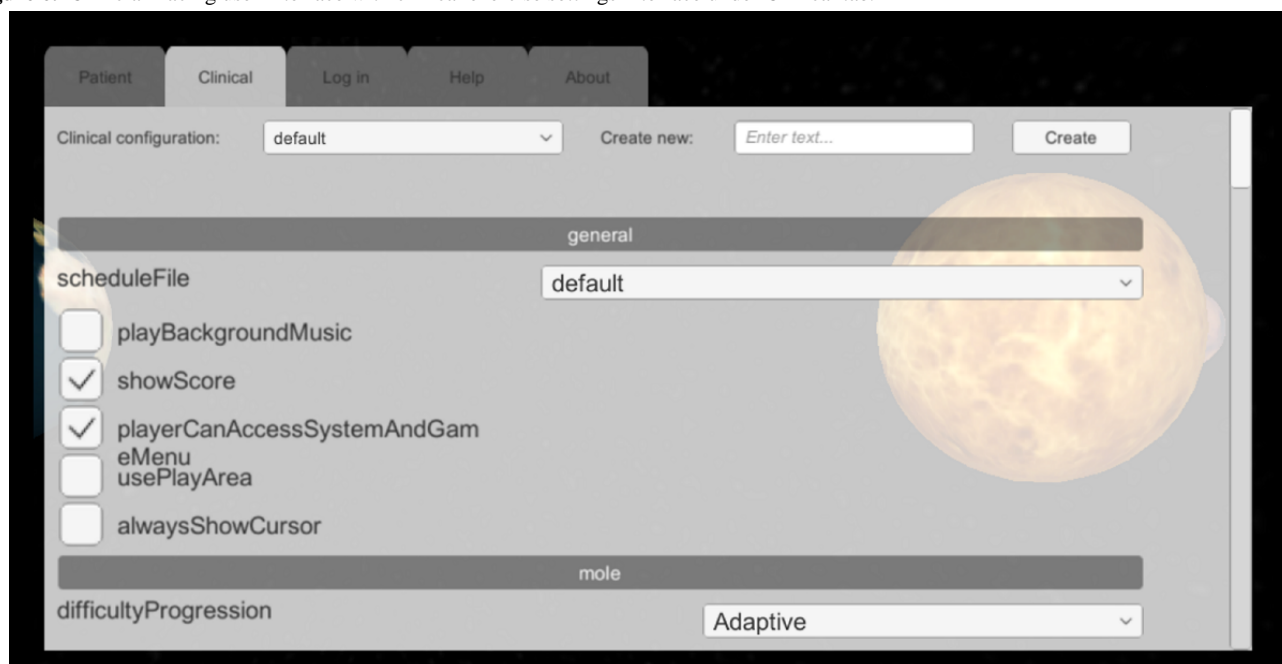 Patient Clinical Log in Help About
Clinical configuration: default Create new: Enter text... Create
general
scheduleFile default
playBackgroundMusic
showScore
playerCanAccessSystemAndGam
eMenu
usePlayArea
alwaysShowCursor
mole
difficultyProgression Adaptive